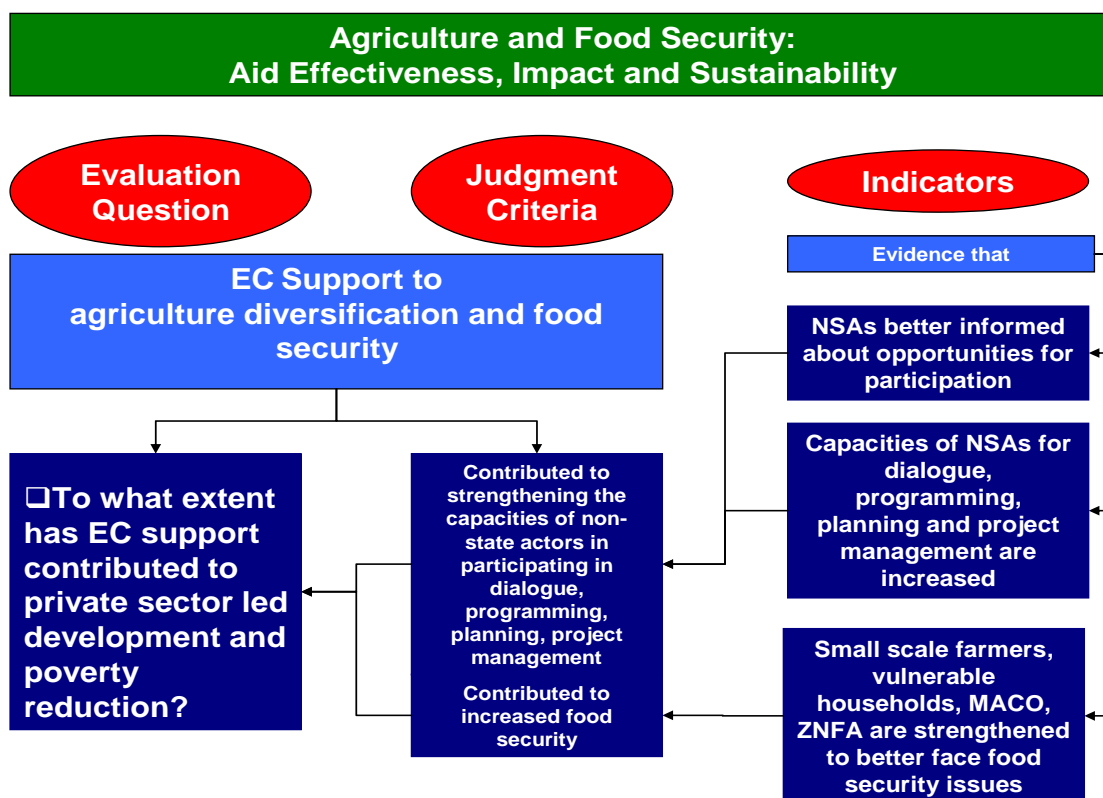 Agriculture and Food Security:
Aid Effectiveness, Impact and Sustainability
Evaluation
Question
Judgment
Criteria
Indicators
EC Support to
agriculture diversification and food
security
Evidence that
NSAs better informed
about opportunities for
participation
❑To what extent
has EC support
contributed to
private sector led
development and
poverty
reduction?
Contributed to
strengthening the
capacities of non-
state actors in
participating in
dialogue,
programming,
planning, project
management
Contributed to
increased food
security
Capacities of NSAs for
dialogue,
programming,
planning and project
management are
increased
Small scale farmers,
vulnerable
households, MACO,
ZNFA are strengthened
to better face food
security issues